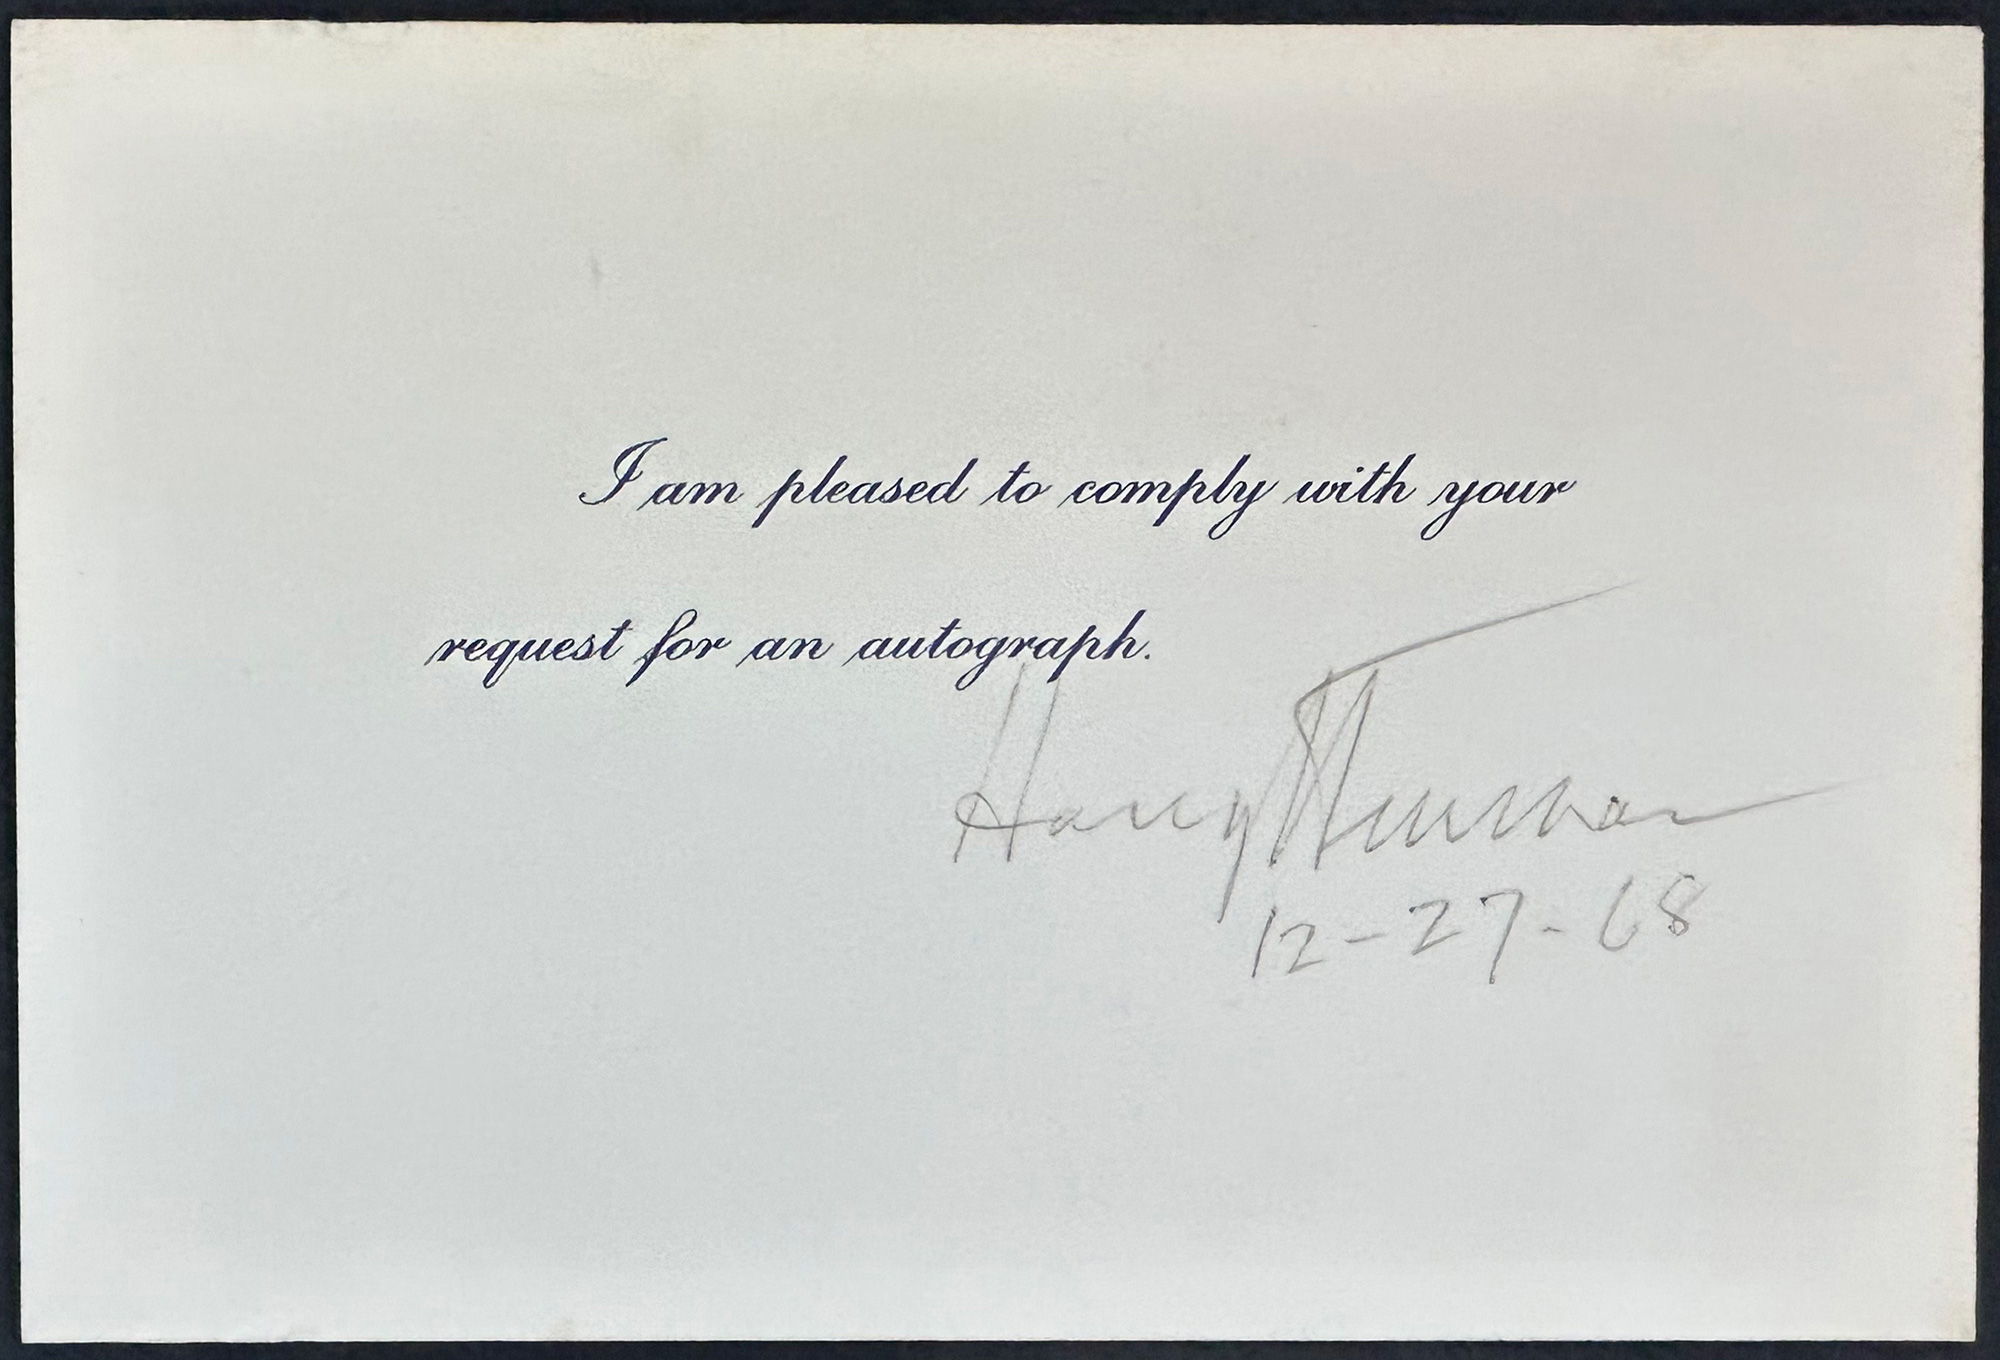 I am pleased to comply with your
request for an autograph.
Harry Truman
12-27-68